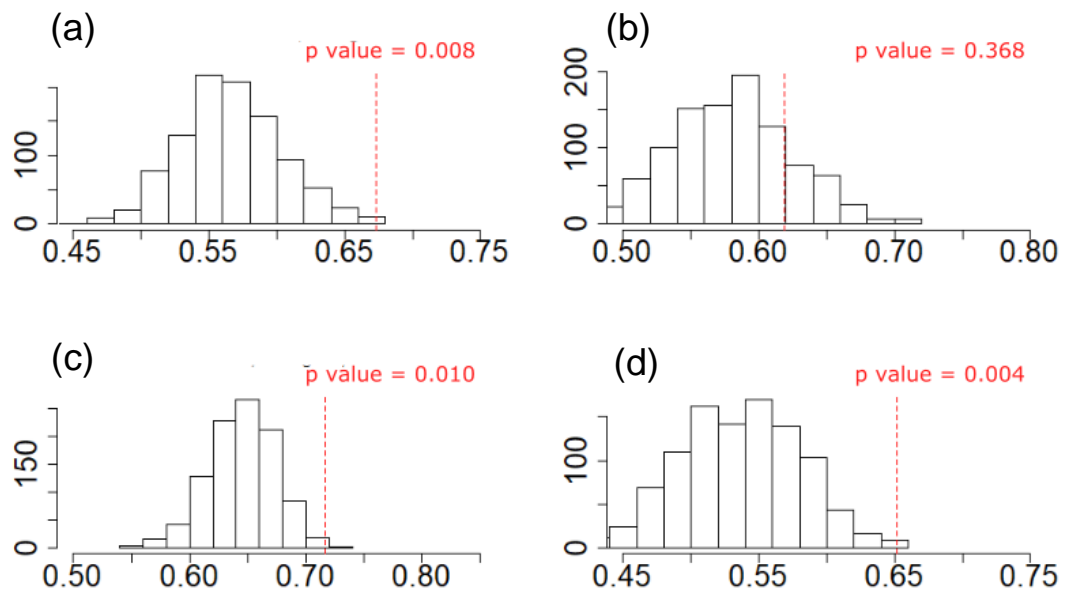 (a)
p value = 0.008
100
0
0.45 0.55 0.65 0.75
(b)
p value = 0.368
200
100
0
0.50 0.60 0.70 0.80
(c)
p value = 0.010
150
0
0.50 0.60 0.70 0.80
(d)
p value = 0.004
100
0
0.45 0.55 0.65 0.75